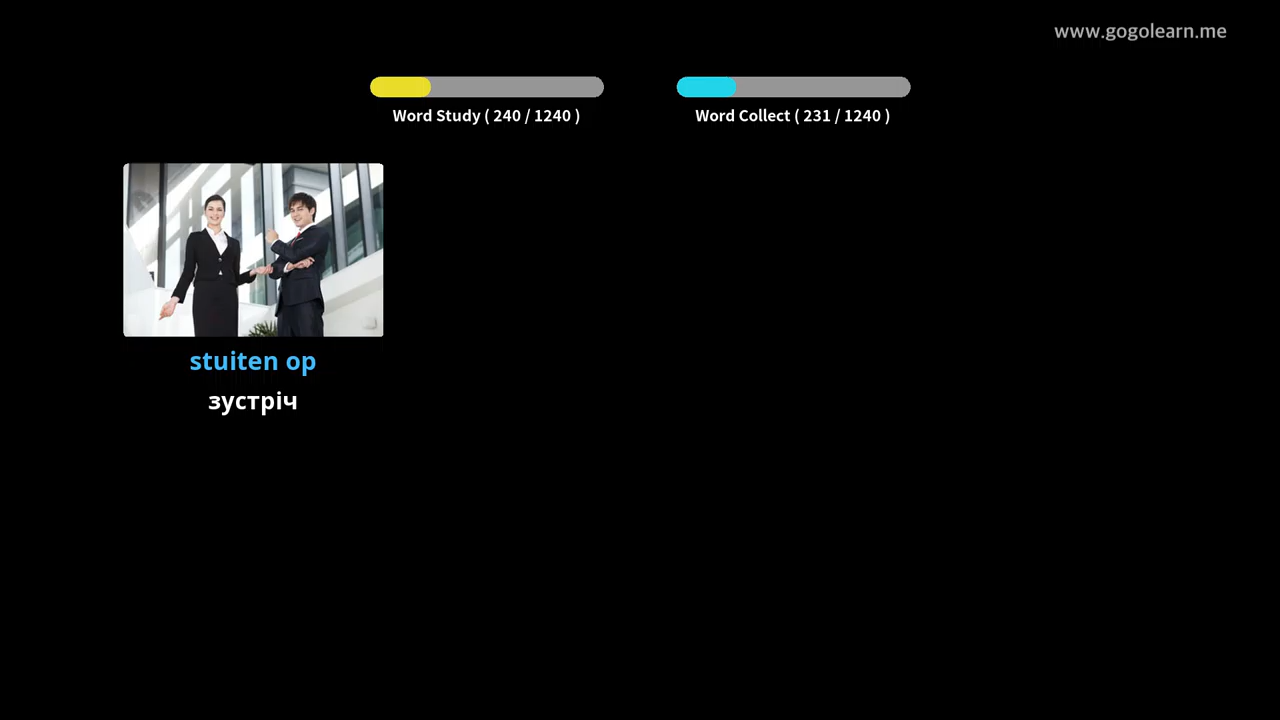 www.gogolearn.me
Word Study ( 240 / 1240 )
Word Collect ( 231 / 1240 )
stuiten op
зустріч